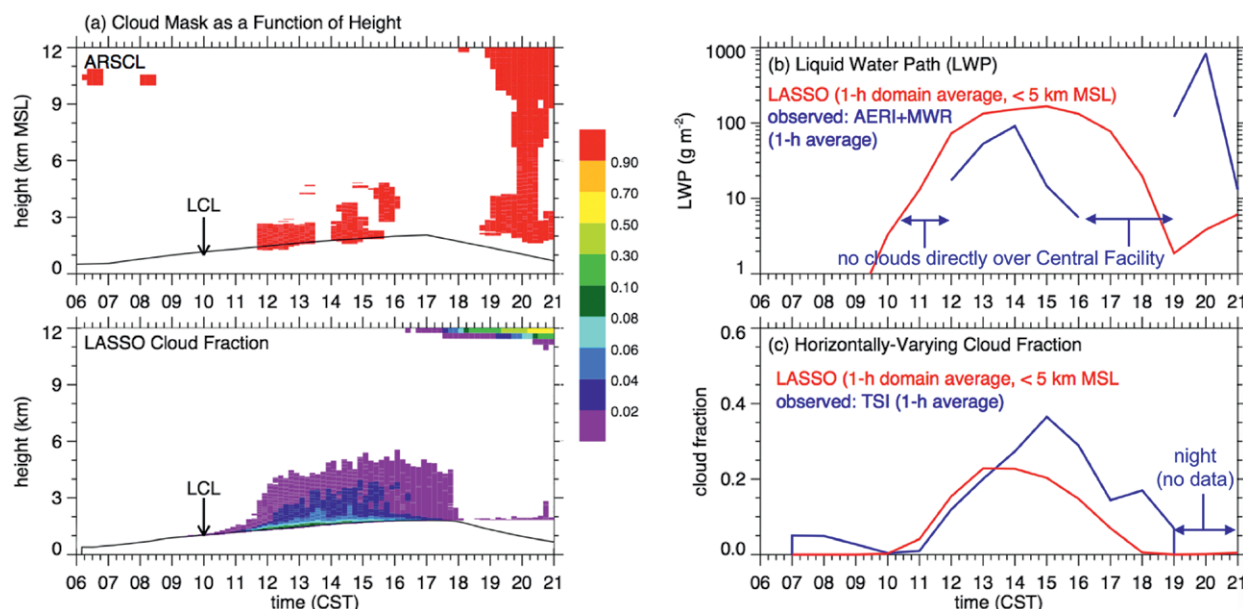 (a) Cloud Mask as a Function of Height
12
ARSCL
9
6
3
0
height (km MSL)
LCL
06 07 08 09 10 11 12 13 14 15 16 17 18 19 20 21
12
LASSO Cloud Fraction
9
6
3
0
height (km)
LCL
06 07 08 09 10 11 12 13 14 15 16 17 18 19 20 21
time (CST)
0.90
0.70
0.50
0.30
0.10
0.08
0.06
0.04
0.02
1000
100
10
1
LWP (g m-2)
(b) Liquid Water Path (LWP)
LASSO (1-h domain average, < 5 km MSL)
observed: AERI+MWR
(1-h average)
no clouds directly over Central Facility
06 07 08 09 10 11 12 13 14 15 16 17 18 19 20 21
0.6
0.4
0.2
0.0
cloud fraction
(c) Horizontally-Varying Cloud Fraction
LASSO (1-h domain average, < 5 km MSL
observed: TSI (1-h average)
night
(no data)
06 07 08 09 10 11 12 13 14 15 16 17 18 19 20 21
time (CST)